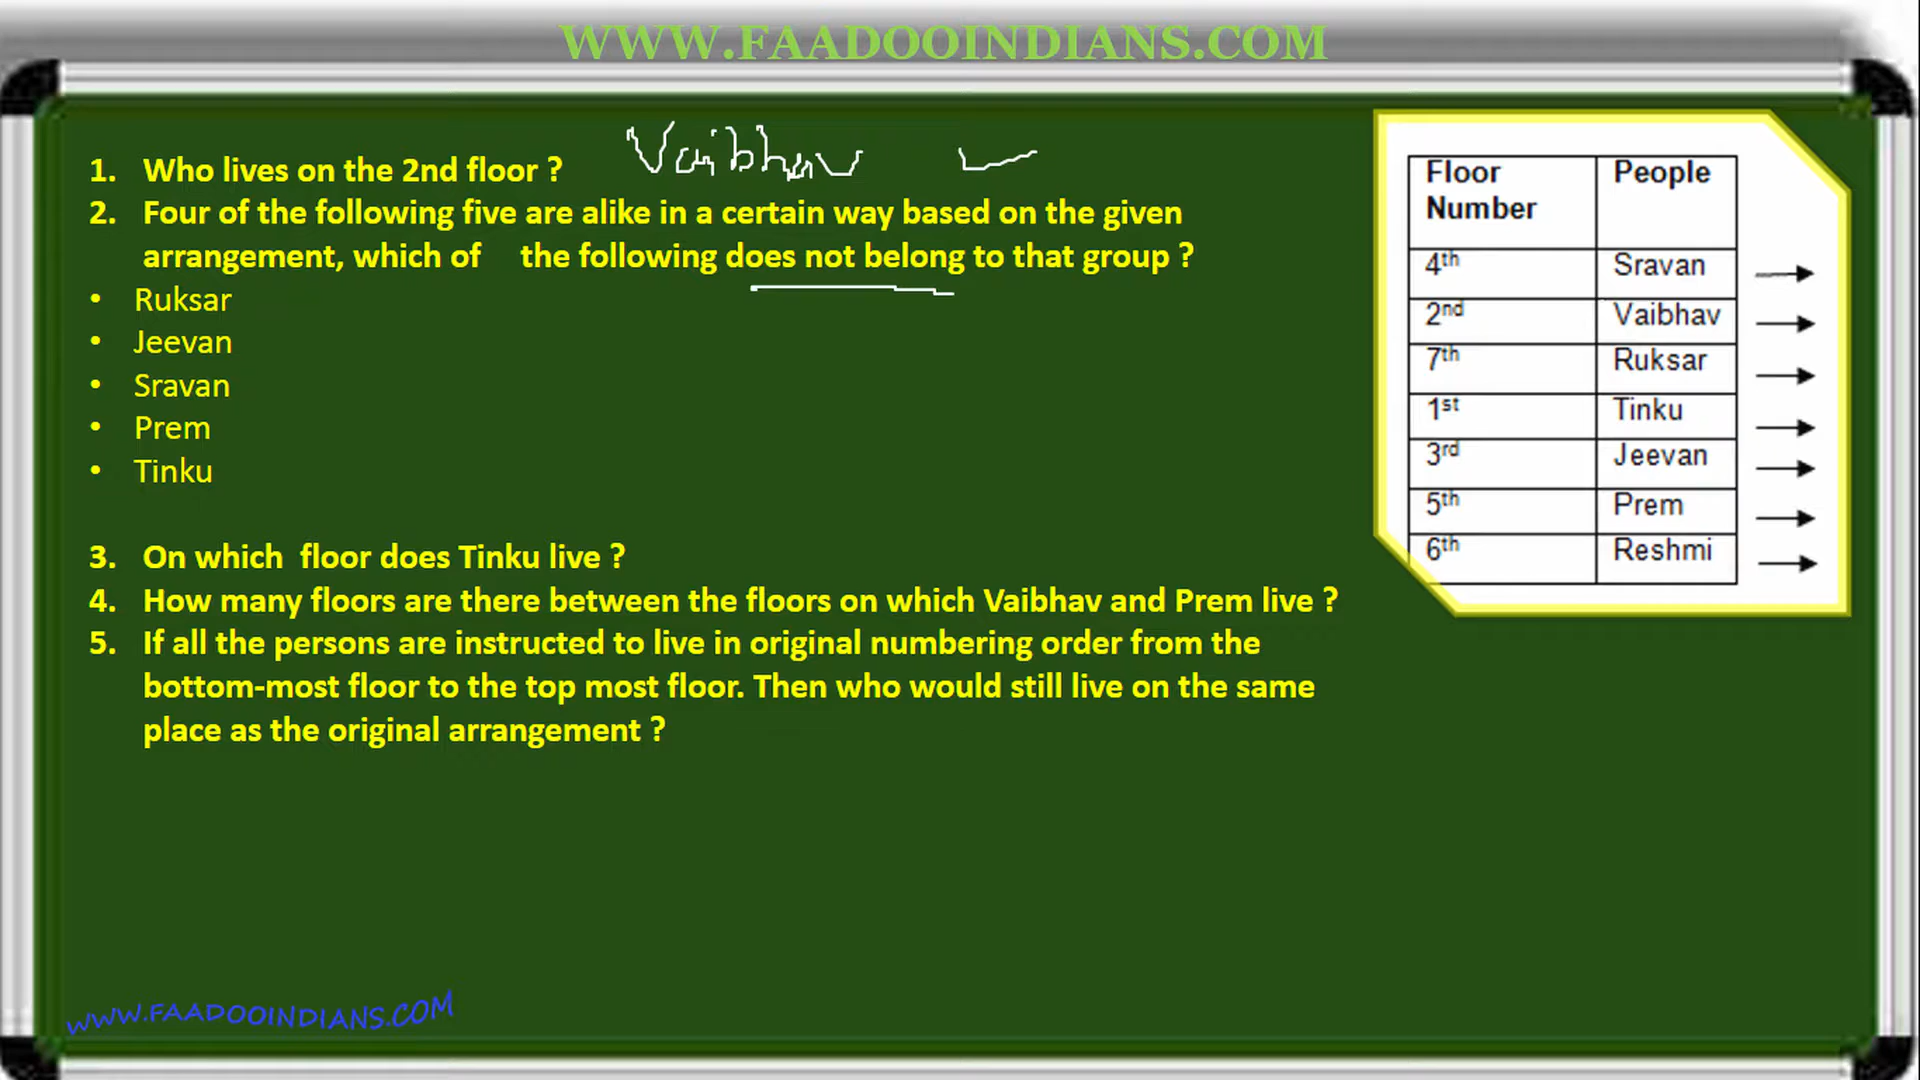 WWW.FAADOOINDIANS.COM
1. Who lives on the 2nd floor ? Vaibhav
2. Four of the following five are alike in a certain way based on the given
arrangement, which of the following does not belong to that group ?
• Ruksar
• Jeevan
• Sravan
• Prem
• Tinku
3. On which floor does Tinku live ?
4. How many floors are there between the floors on which Vaibhav and Prem live ?
5. If all the persons are instructed to live in original numbering order from the
bottom-most floor to the top most floor. Then who would still live on the same
place as the original arrangement ?
Floor Number People
4th Sravan
2nd Vaibhav
7th Ruksar
1st Tinku
3rd Jeevan
5th Prem
6th Reshmi
WWW.FAADOOINDIANS.COM